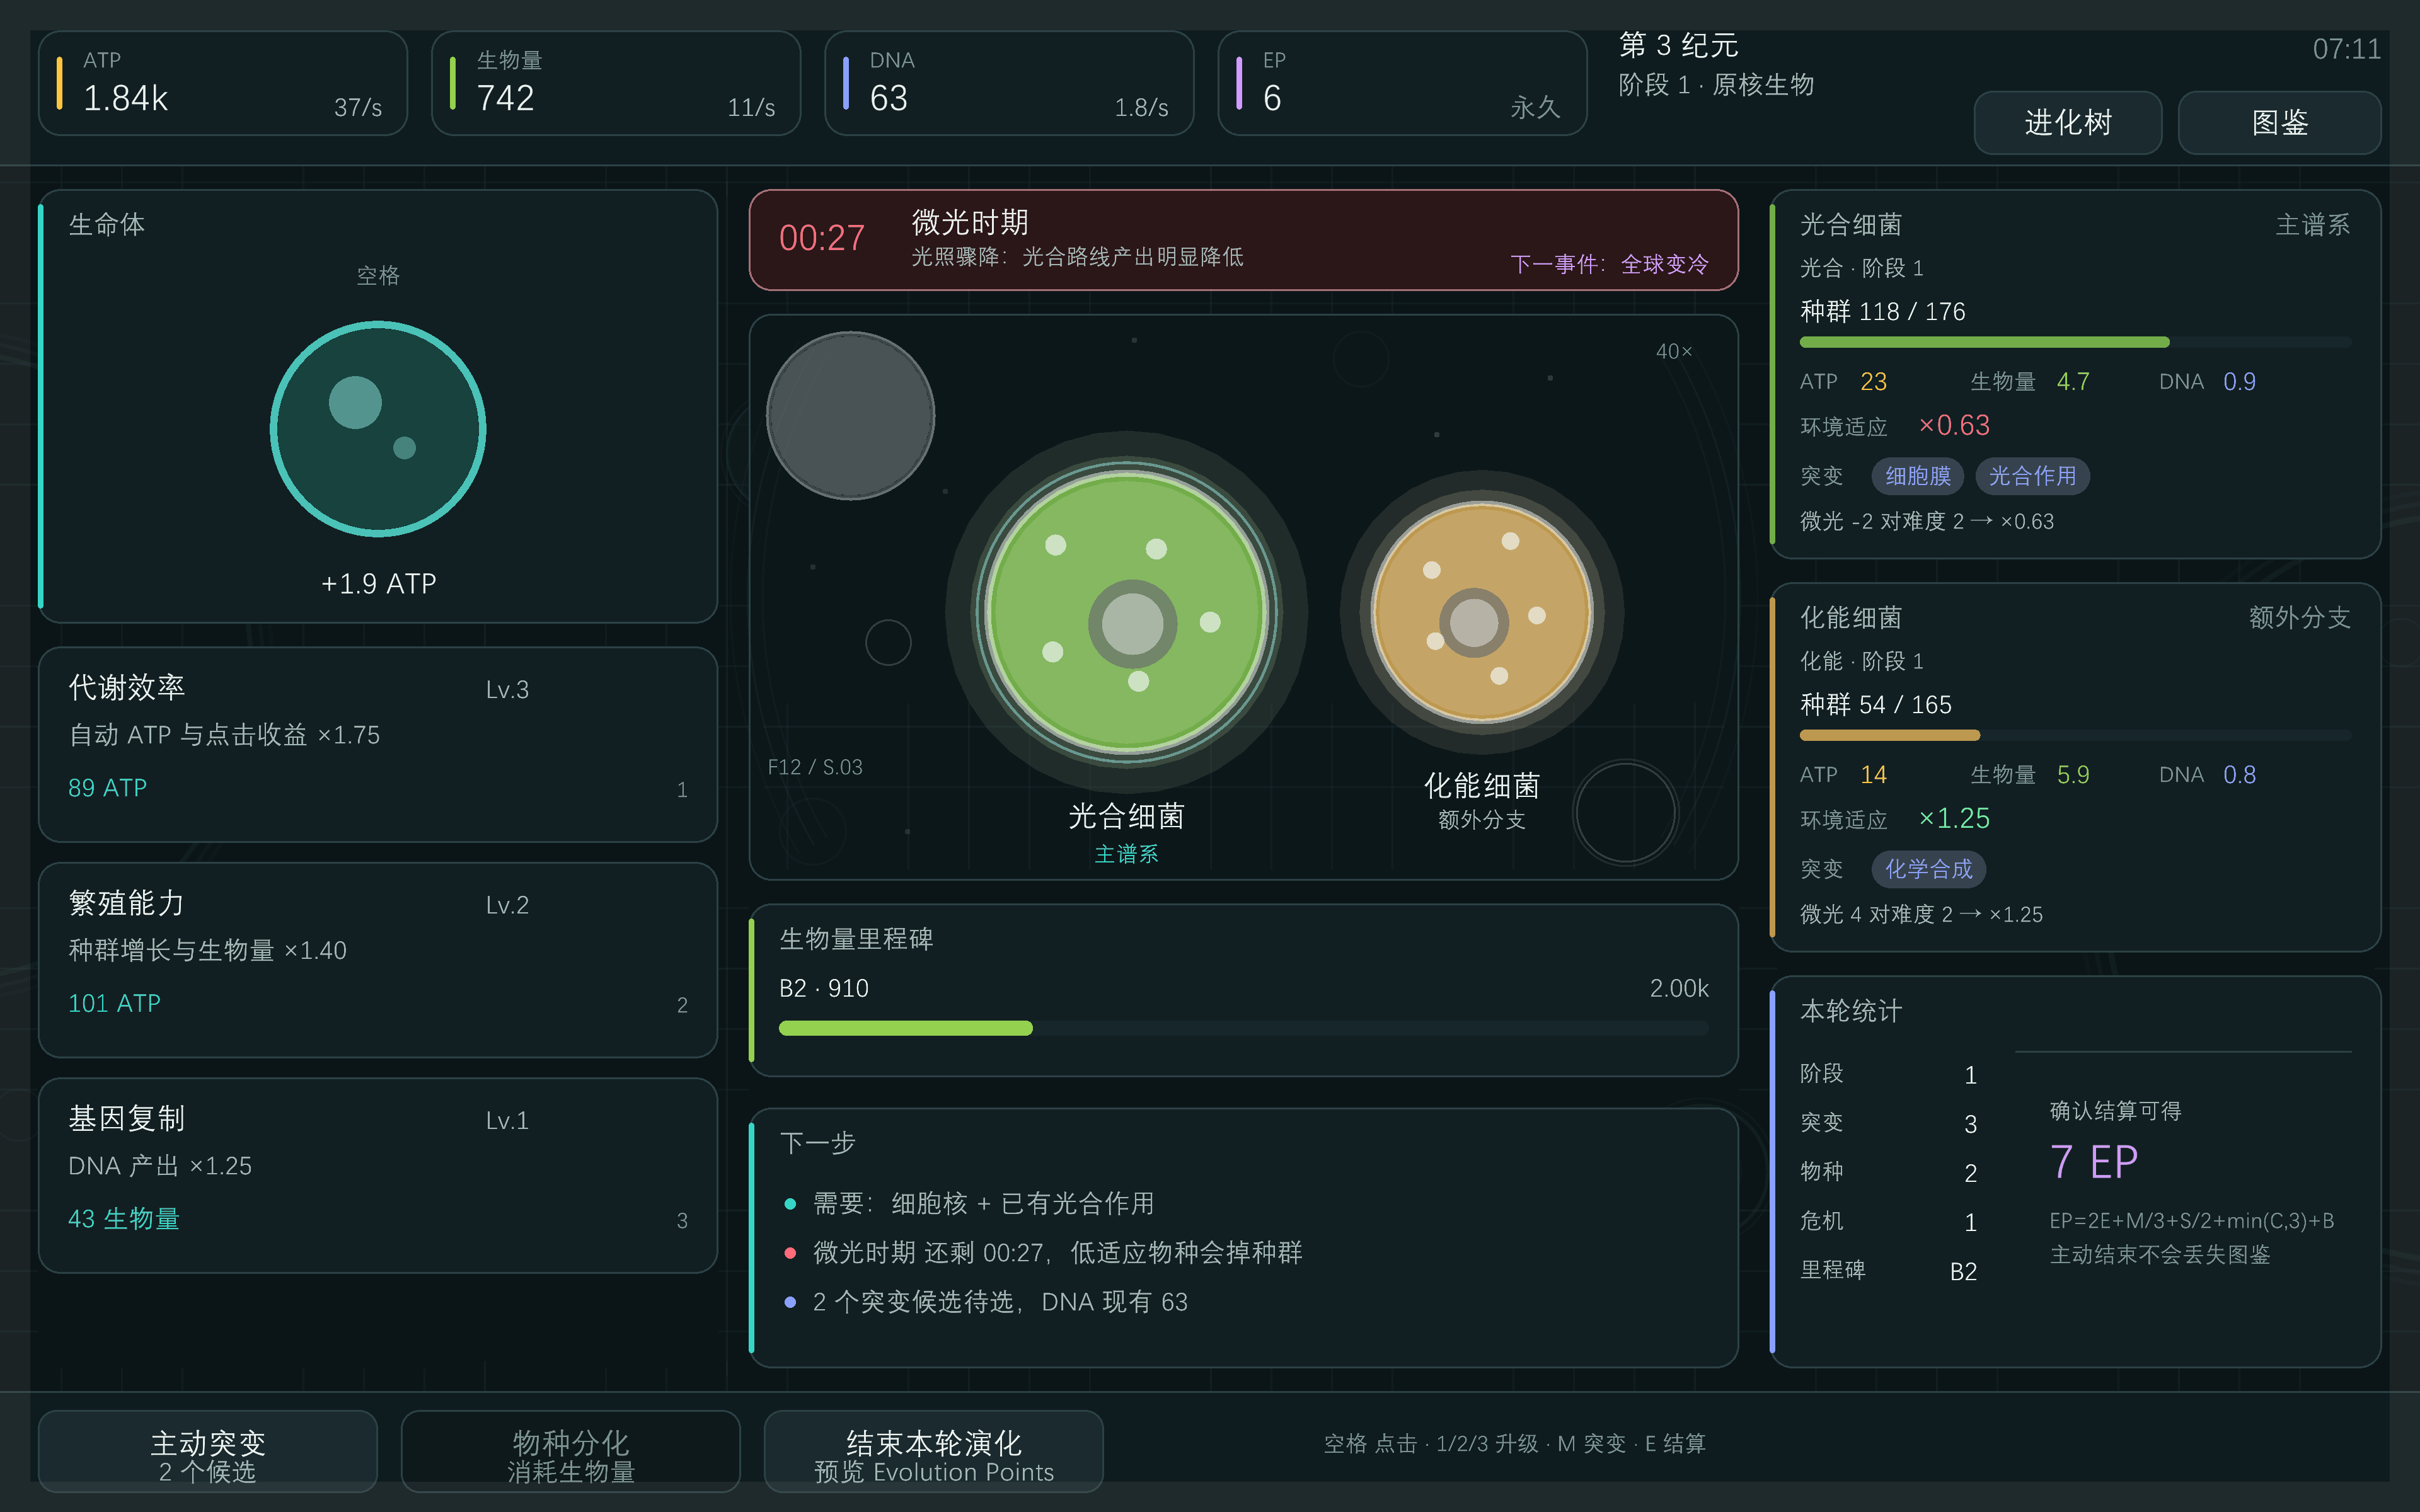 ATP
1.84k
37/s
生物量
742
11/s
DNA
63
1.8/s
EP
6
永久
第 3 纪元
阶段 1 · 原核生物
07:11
进化树
图鉴
生命体
空格
+1.9 ATP
代谢效率
Lv.3
自动 ATP 与点击收益 ×1.75
89 ATP
1
繁殖能力
Lv.2
种群增长与生物量 ×1.40
101 ATP
2
基因复制
Lv.1
DNA 产出 ×1.25
43 生物量
3
00:27
微光时期
光照骤降：光合路线产出明显降低
下一事件：全球变冷
40×
F12 / S.03
光合细菌
主谱系
化能细菌
额外分支
生物量里程碑
B2 · 910
2.00k
下一步
需要：细胞核 + 已有光合作用
微光时期 还剩 00:27，低适应物种会掉种群
2 个突变候选待选，DNA 现有 63
光合细菌
主谱系
光合 · 阶段 1
种群 118 / 176
ATP 23 生物量 4.7 DNA 0.9
环境适应 ×0.63
突变 细胞膜 光合作用
微光 -2 对难度 2 → ×0.63
化能细菌
额外分支
化能 · 阶段 1
种群 54 / 165
ATP 14 生物量 5.9 DNA 0.8
环境适应 ×1.25
突变 化学合成
微光 4 对难度 2 → ×1.25
本轮统计
阶段 1
突变 3
物种 2
危机 1
里程碑 B2
确认结算可得
7 EP
EP=2E+M/3+S/2+min(C,3)+B
主动结束不会丢失图鉴
主动突变
2 个候选
物种分化
消耗生物量
结束本轮演化
预览 Evolution Points
空格 点击 · 1/2/3 升级 · M 突变 · E 结算